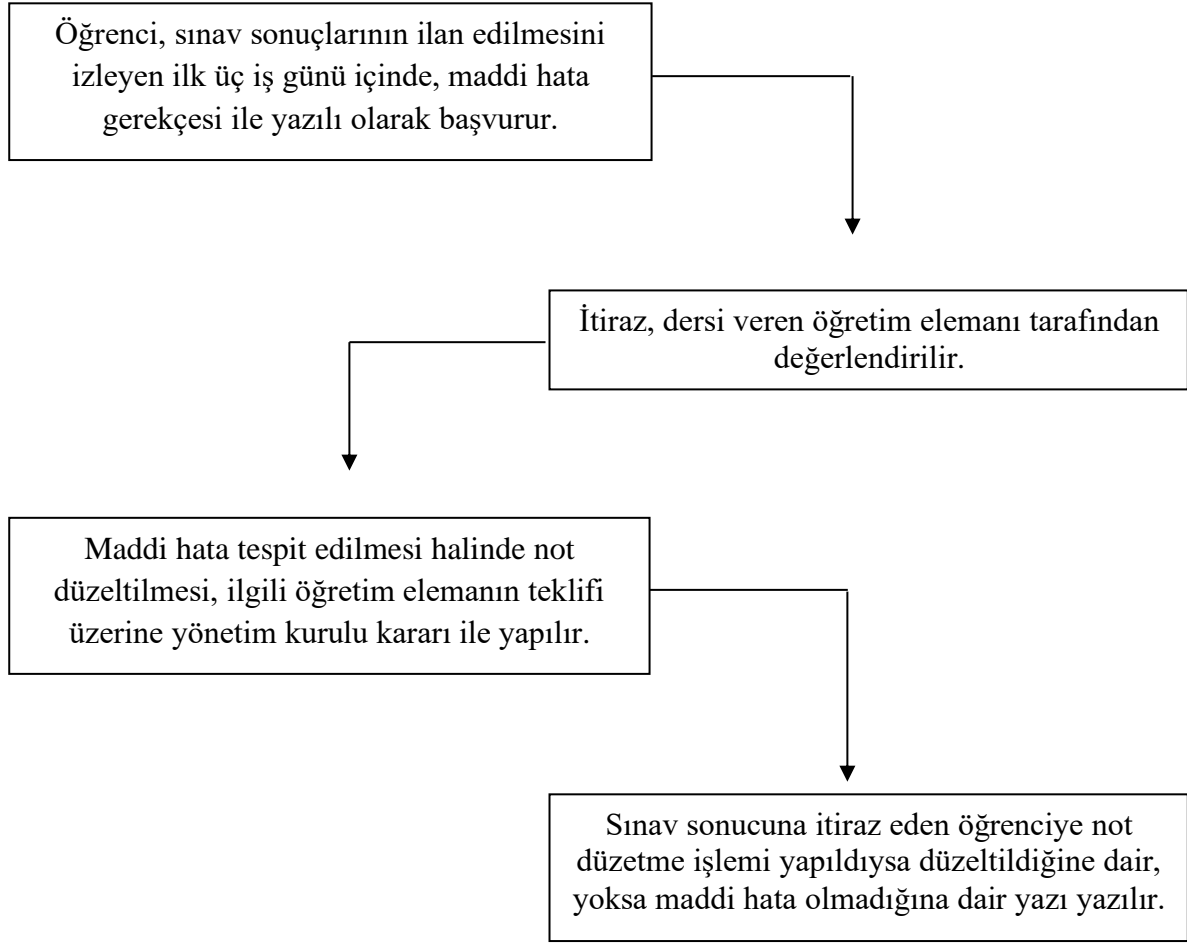 Öğrenci, sınav sonuçlarının ilan edilmesini
izleyen ilk üç iş günü içinde, maddi hata
gerekçesi ile yazılı olarak başvurur.
İtiraz, dersi veren öğretim elemanı tarafından
değerlendirilir.
Maddi hata tespit edilmesi halinde not
düzeltilmesi, ilgili öğretim elemanın teklifi
üzerine yönetim kurulu kararı ile yapılır.
Sınav sonucuna itiraz eden öğrenciye not
düzetme işlemi yapıldıysa düzeltildiğine dair,
yoksa maddi hata olmadığına dair yazı yazılır.